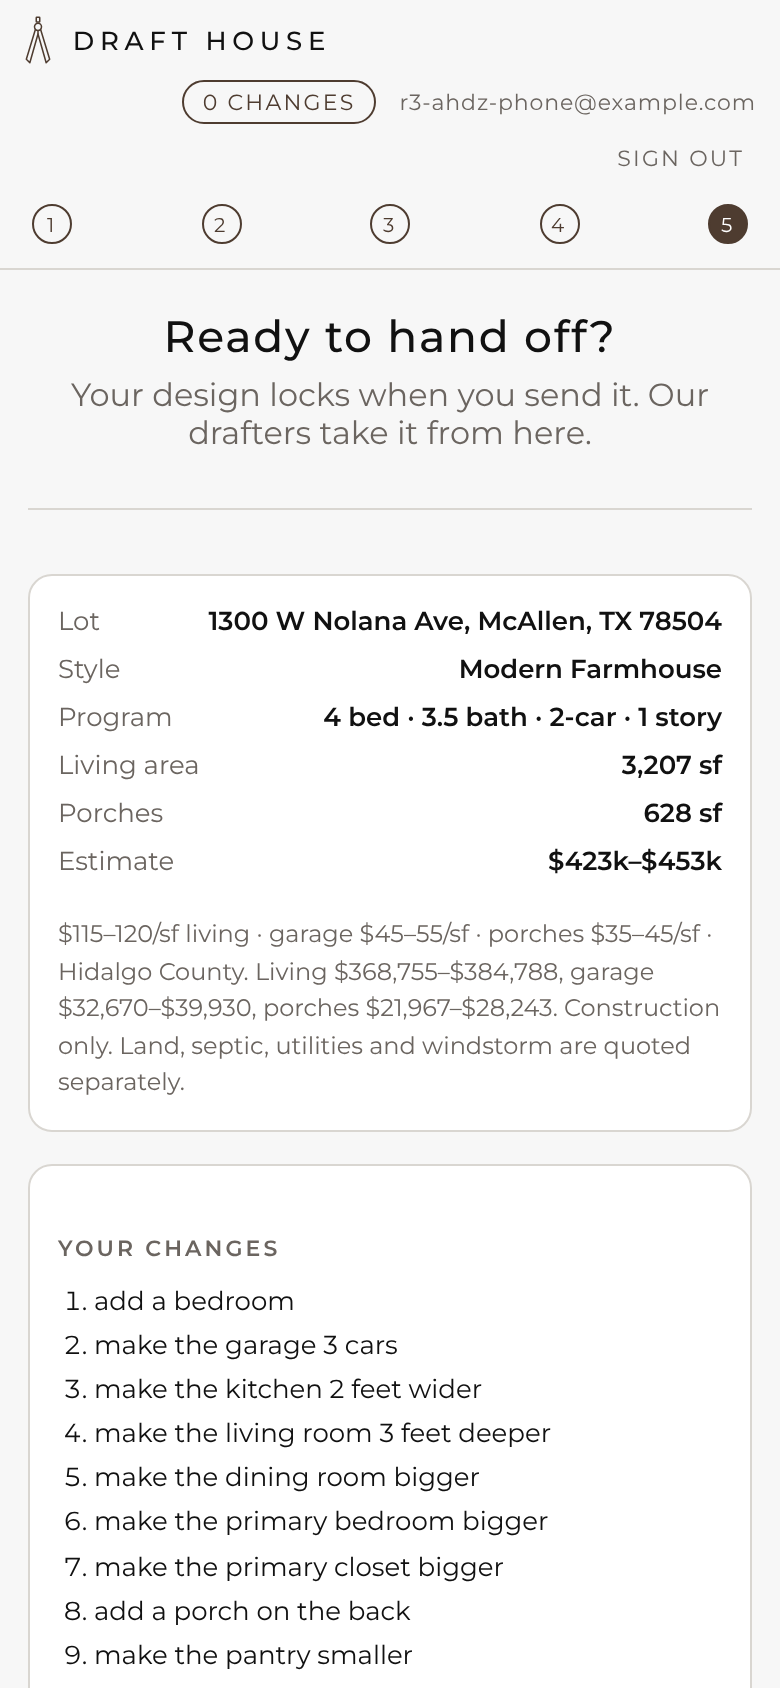 DRAFT HOUSE
0 CHANGES r3-ahdz-phone@example.com
SIGN OUT
1 2 3 4 5
Ready to hand off?
Your design locks when you send it. Our
drafters take it from here.
Lot 1300 W Nolana Ave, McAllen, TX 78504
Style Modern Farmhouse
Program 4 bed · 3.5 bath · 2-car · 1 story
Living area 3,207 sf
Porches 628 sf
Estimate $423k–$453k
$115–120/sf living · garage $45–55/sf · porches $35–45/sf ·
Hidalgo County. Living $368,755–$384,788, garage
$32,670–$39,930, porches $21,967–$28,243. Construction
only. Land, septic, utilities and windstorm are quoted
separately.
YOUR CHANGES
1. add a bedroom
2. make the garage 3 cars
3. make the kitchen 2 feet wider
4. make the living room 3 feet deeper
5. make the dining room bigger
6. make the primary bedroom bigger
7. make the primary closet bigger
8. add a porch on the back
9. make the pantry smaller